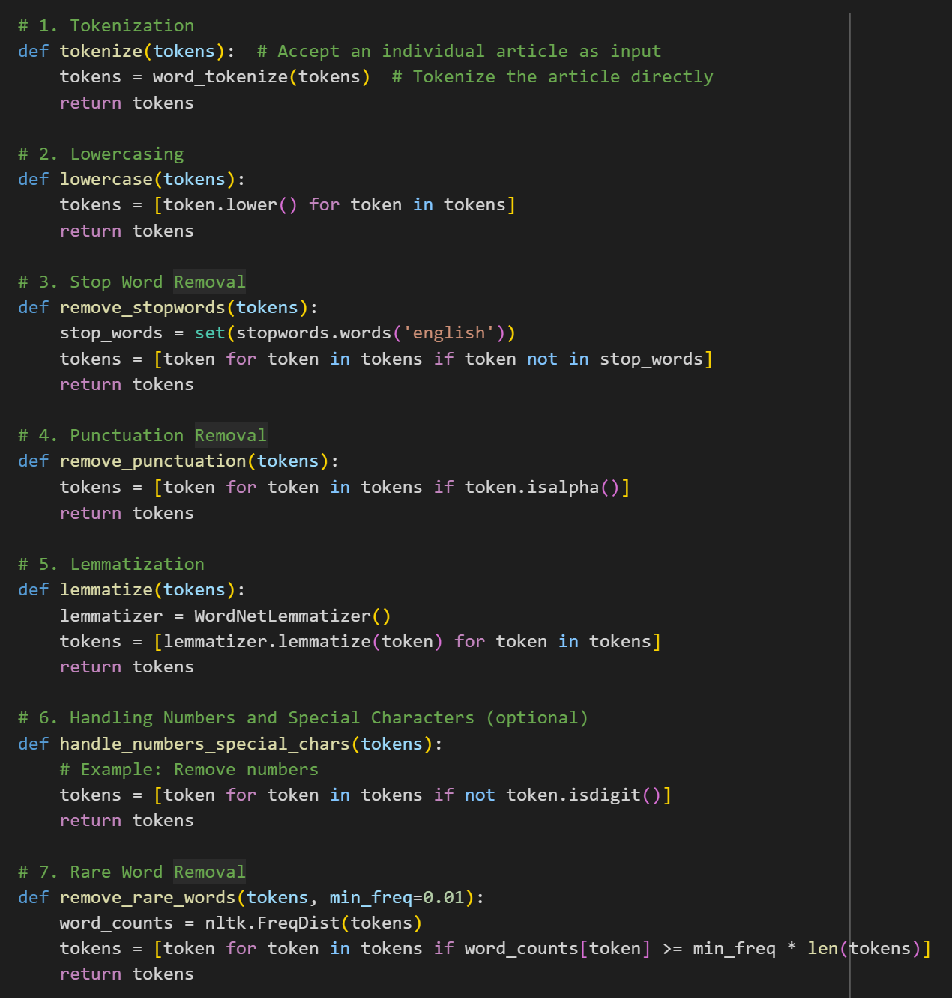 # 1. Tokenization
def tokenize(tokens):  # Accept an individual article as input
    tokens = word_tokenize(tokens)  # Tokenize the article directly
    return tokens

# 2. Lowercasing
def lowercase(tokens):
    tokens = [token.lower() for token in tokens]
    return tokens

# 3. Stop Word Removal
def remove_stopwords(tokens):
    stop_words = set(stopwords.words('english'))
    tokens = [token for token in tokens if token not in stop_words]
    return tokens

# 4. Punctuation Removal
def remove_punctuation(tokens):
    tokens = [token for token in tokens if token.isalpha()]
    return tokens

# 5. Lemmatization
def lemmatize(tokens):
    lemmatizer = WordNetLemmatizer()
    tokens = [lemmatizer.lemmatize(token) for token in tokens]
    return tokens

# 6. Handling Numbers and Special Characters (optional)
def handle_numbers_special_chars(tokens):
    # Example: Remove numbers
    tokens = [token for token in tokens if not token.isdigit()]
    return tokens

# 7. Rare Word Removal
def remove_rare_words(tokens, min_freq=0.01):
    word_counts = nltk.FreqDist(tokens)
    tokens = [token for token in tokens if word_counts[token] >= min_freq * len(tokens)]
    return tokens